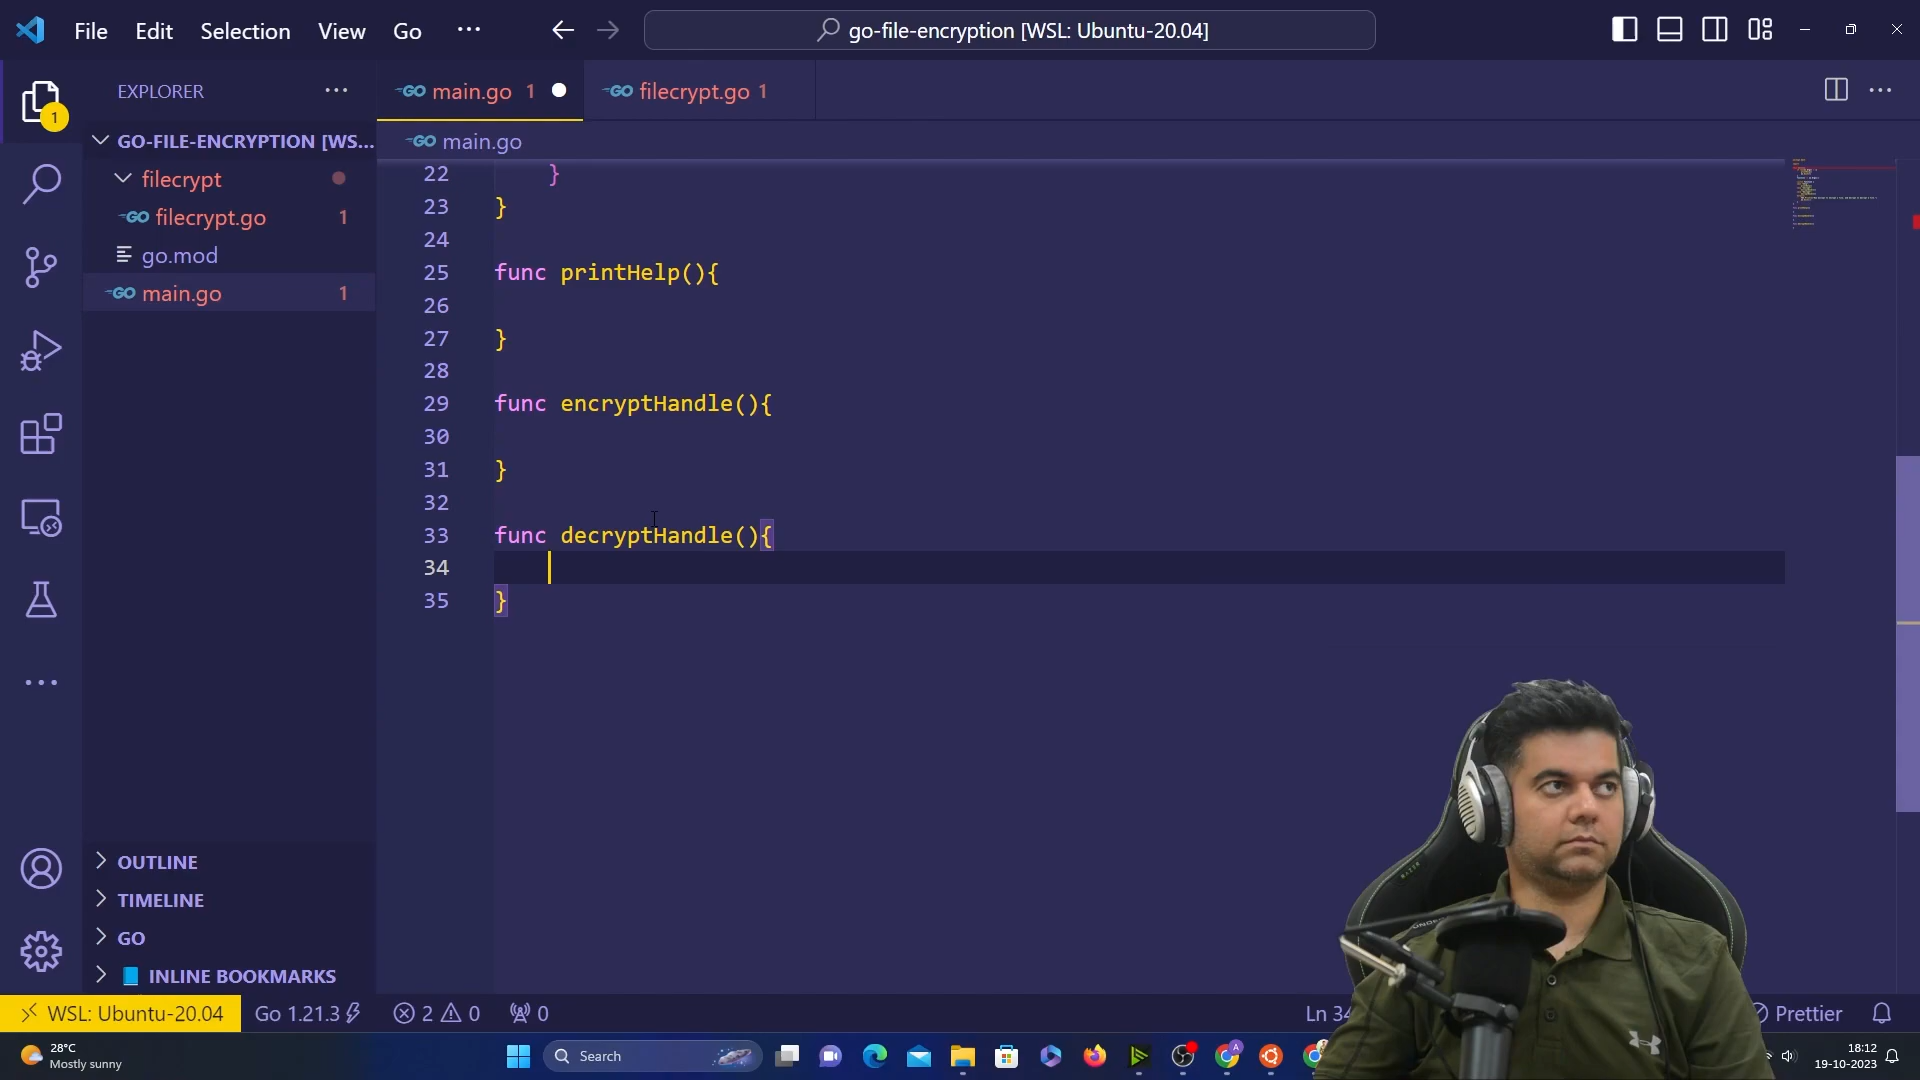 File Edit Selection View Go ...
go-file-encryption [WSL: Ubuntu-20.04]
EXPLORER
1
GO-FILE-ENCRYPTION [WS...
filecrypt
GO filecrypt.go 1
go.mod
GO main.go 1
OUTLINE
TIMELINE
GO
INLINE BOOKMARKS
GO main.go 1
GO filecrypt.go 1
GO main.go
22 }
23 }
24
25 func printHelp(){
26
27 }
28
29 func encryptHandle(){
30
31 }
32
33 func decryptHandle(){
34
35 }
WSL: Ubuntu-20.04 Go 1.21.3 2 0 0 Ln 34 Prettier
28°C
Mostly sunny
Search
18:12
19-10-2023